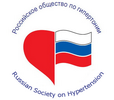 Российское общество по гипертонии
Russian Society on Hypertension